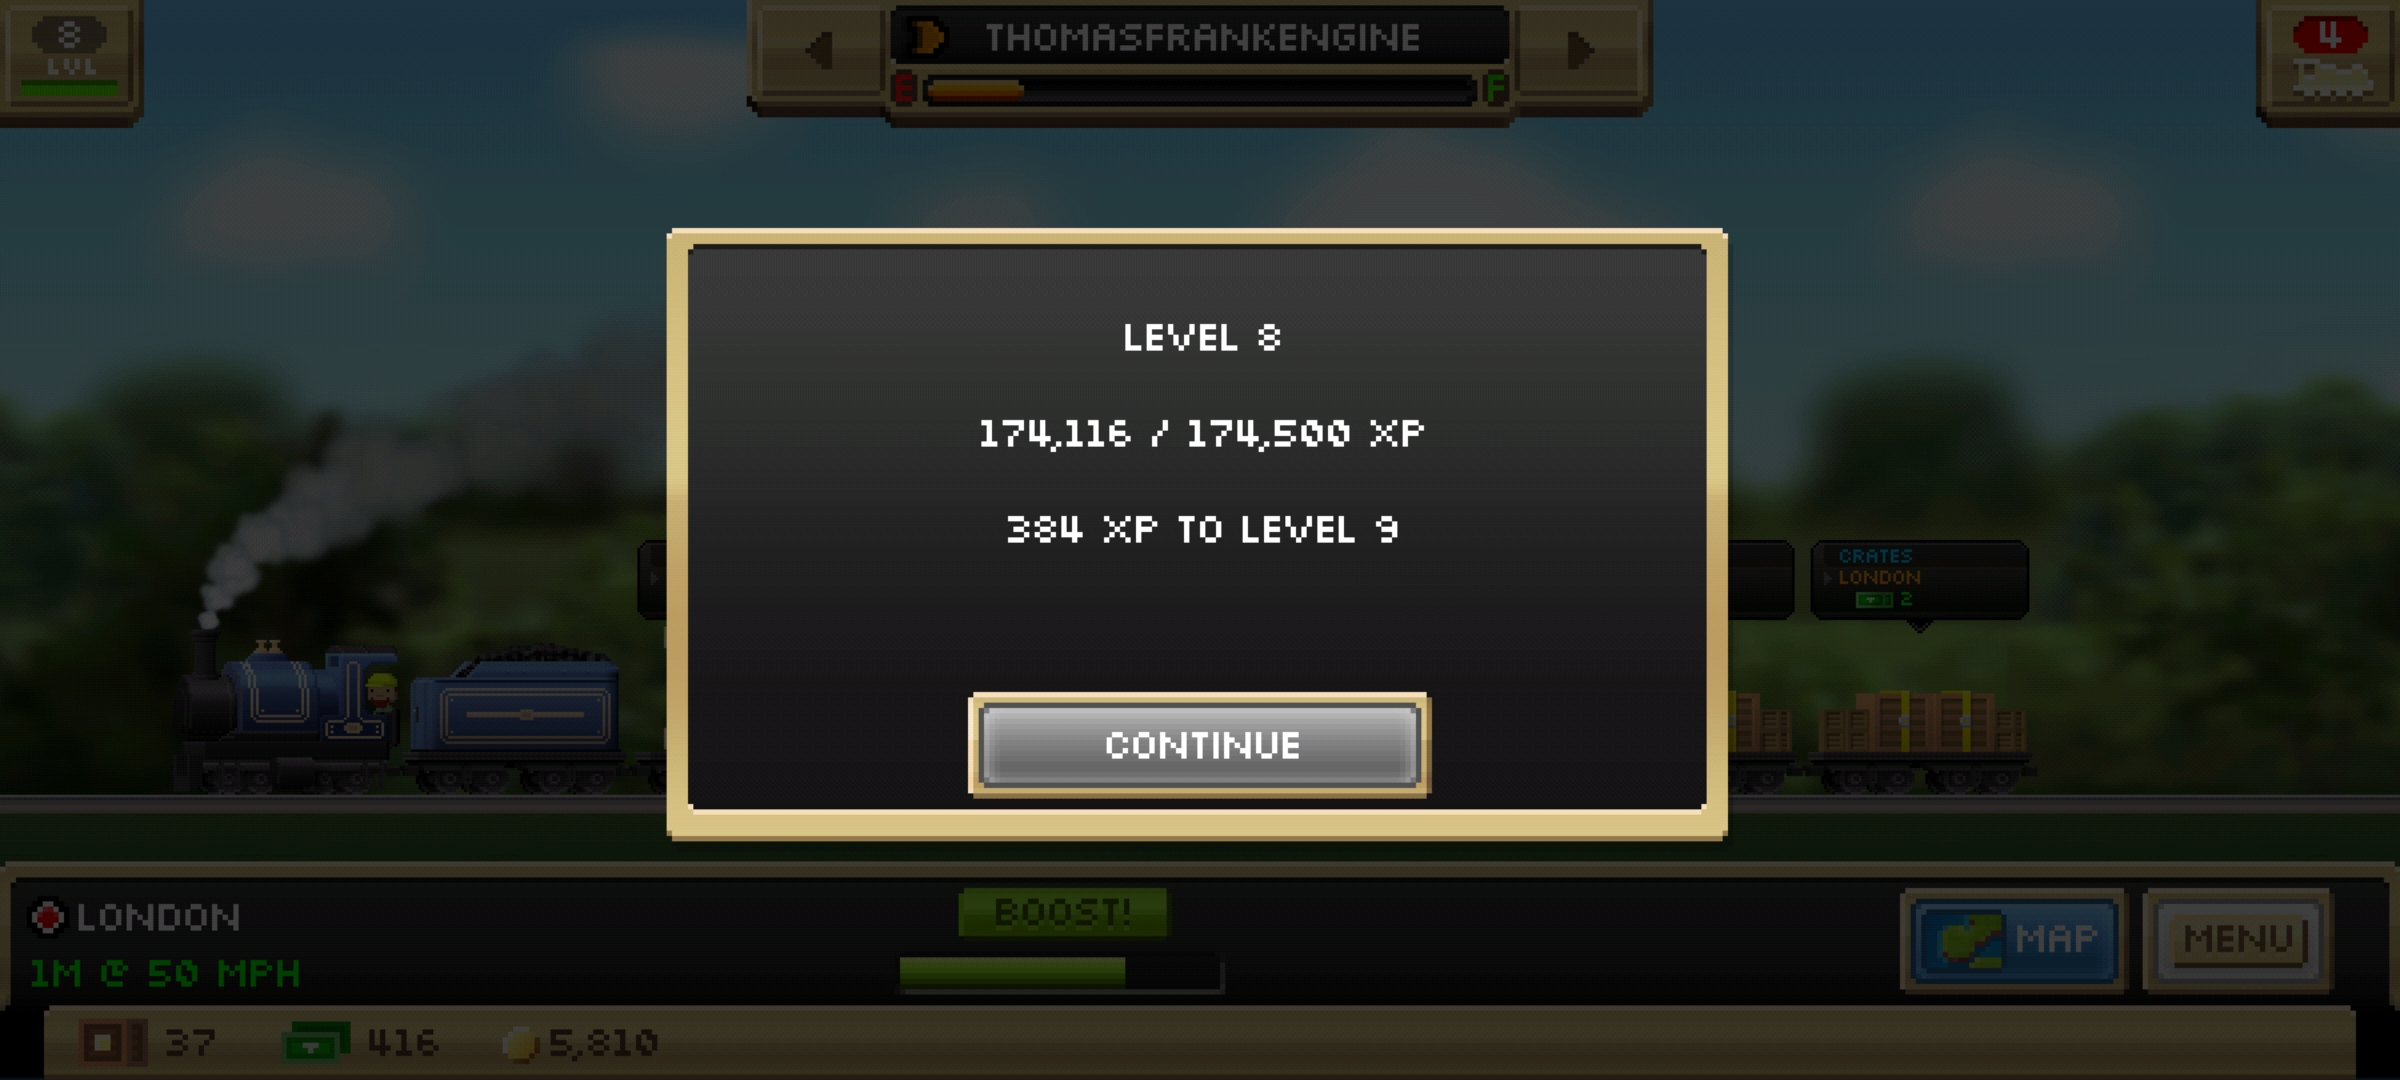 8
LVL
THOMASFRANKENGINE
E
F
4
LEVEL 8
174,116 / 174,500 XP
384 XP TO LEVEL 9
CONTINUE
CRATES
LONDON
2
LONDON
1M @ 50 MPH
BOOST!
MAP
MENU
37
416
5,810